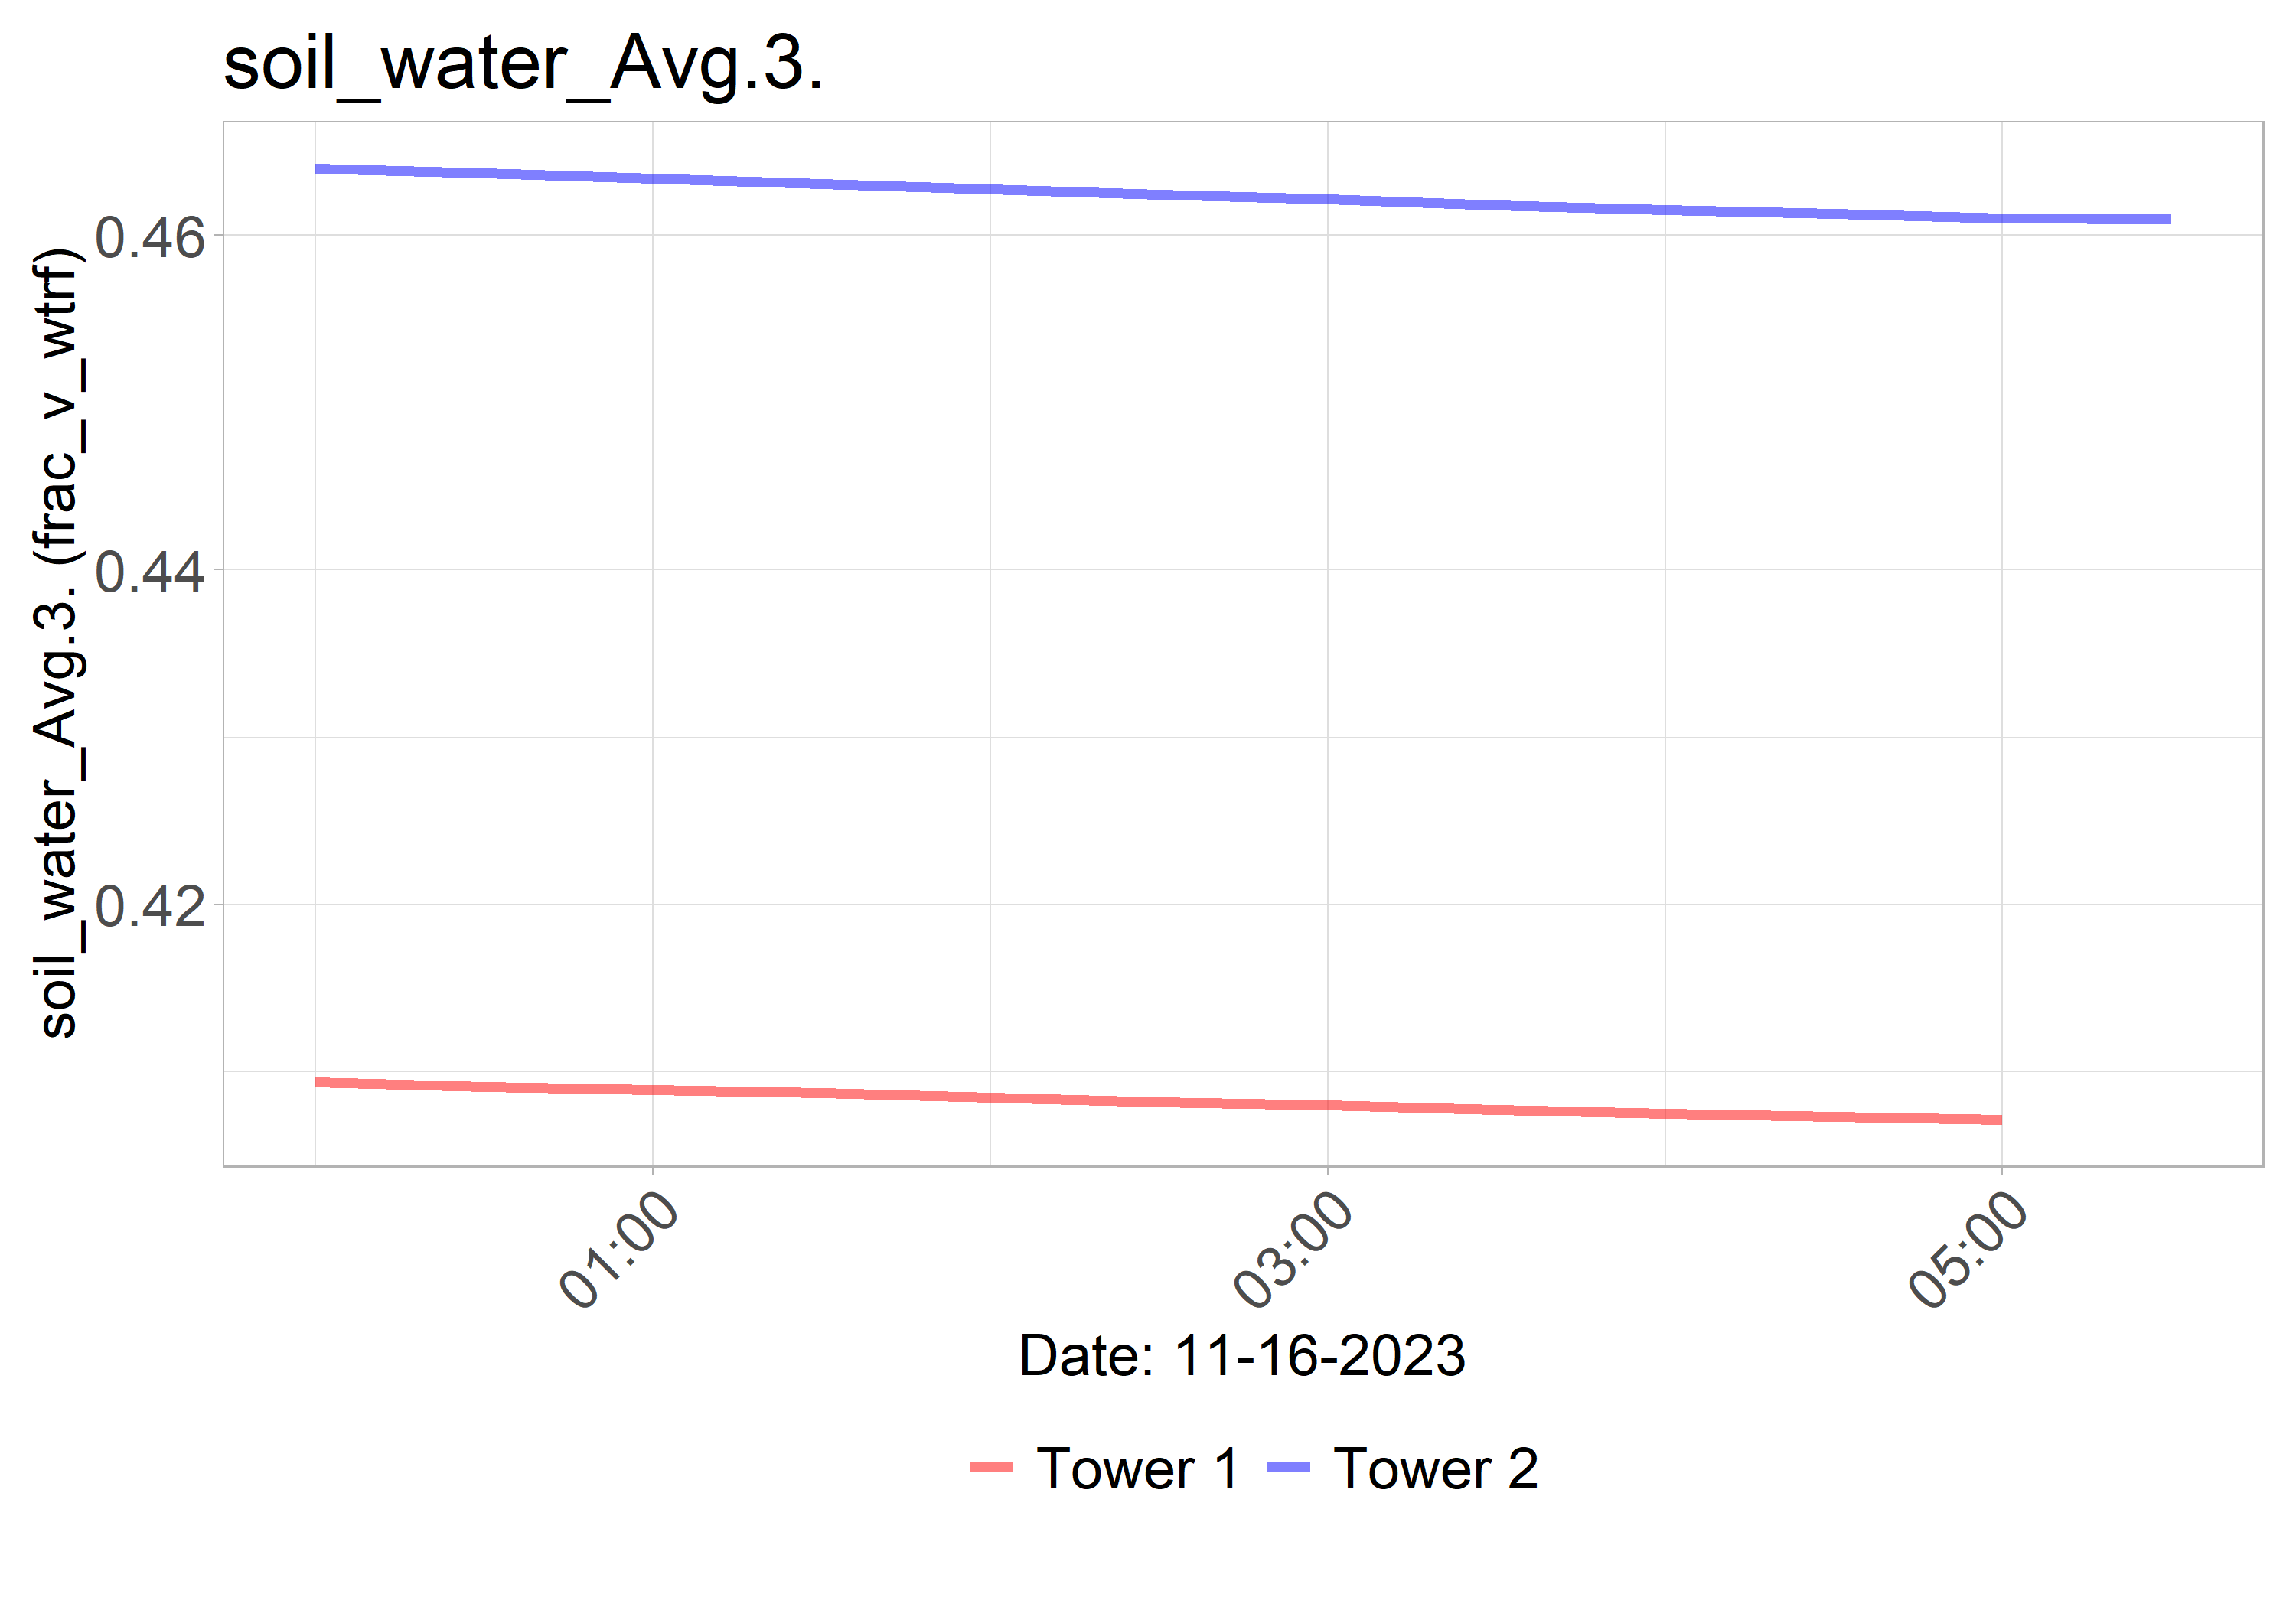 soil_water_Avg.3.
soil_water_Avg.3. (frac_v_wtrf)
0.46
0.44
0.42
01:00
03:00
05:00
Date: 11-16-2023
Tower 1
Tower 2